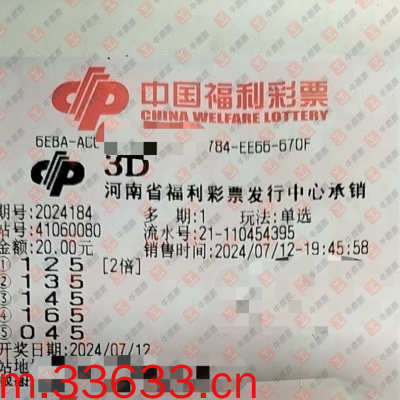 中国福利彩票
CHINA WELFARE LOTTERY
784-EE66-670F
3D
河南省福利彩票发行中心承销
期号:2024184 多 期:1 玩法:单选
站号:41060080 流水号:21-110454395
金额:20.00元 销售时间:2024/07/12-19:45:58
① 1 2 5 [2倍]
② 1 3 5
③ 1 4 5
④ 1 6 5
⑤ 0 4 5
开奖日期:2024/07/12
站地
m.33633.cn